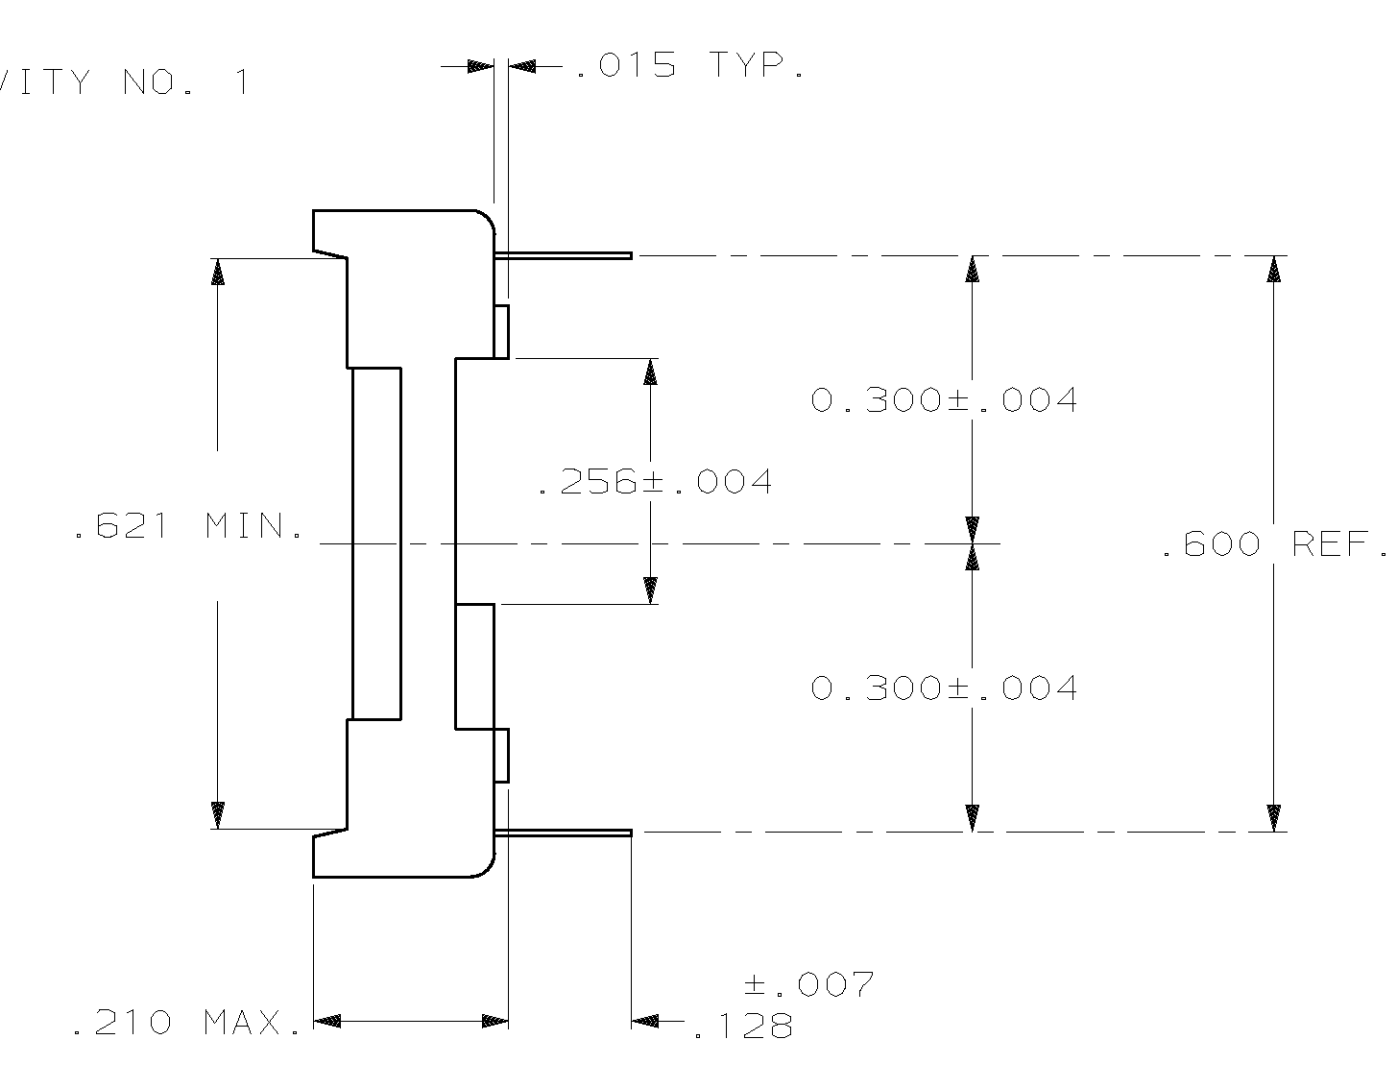 VITY NO. 1
.015 TYP.
0.300±.004
.256±.004
.621 MIN.
.600 REF.
0.300±.004
±.007
.210 MAX.
.128